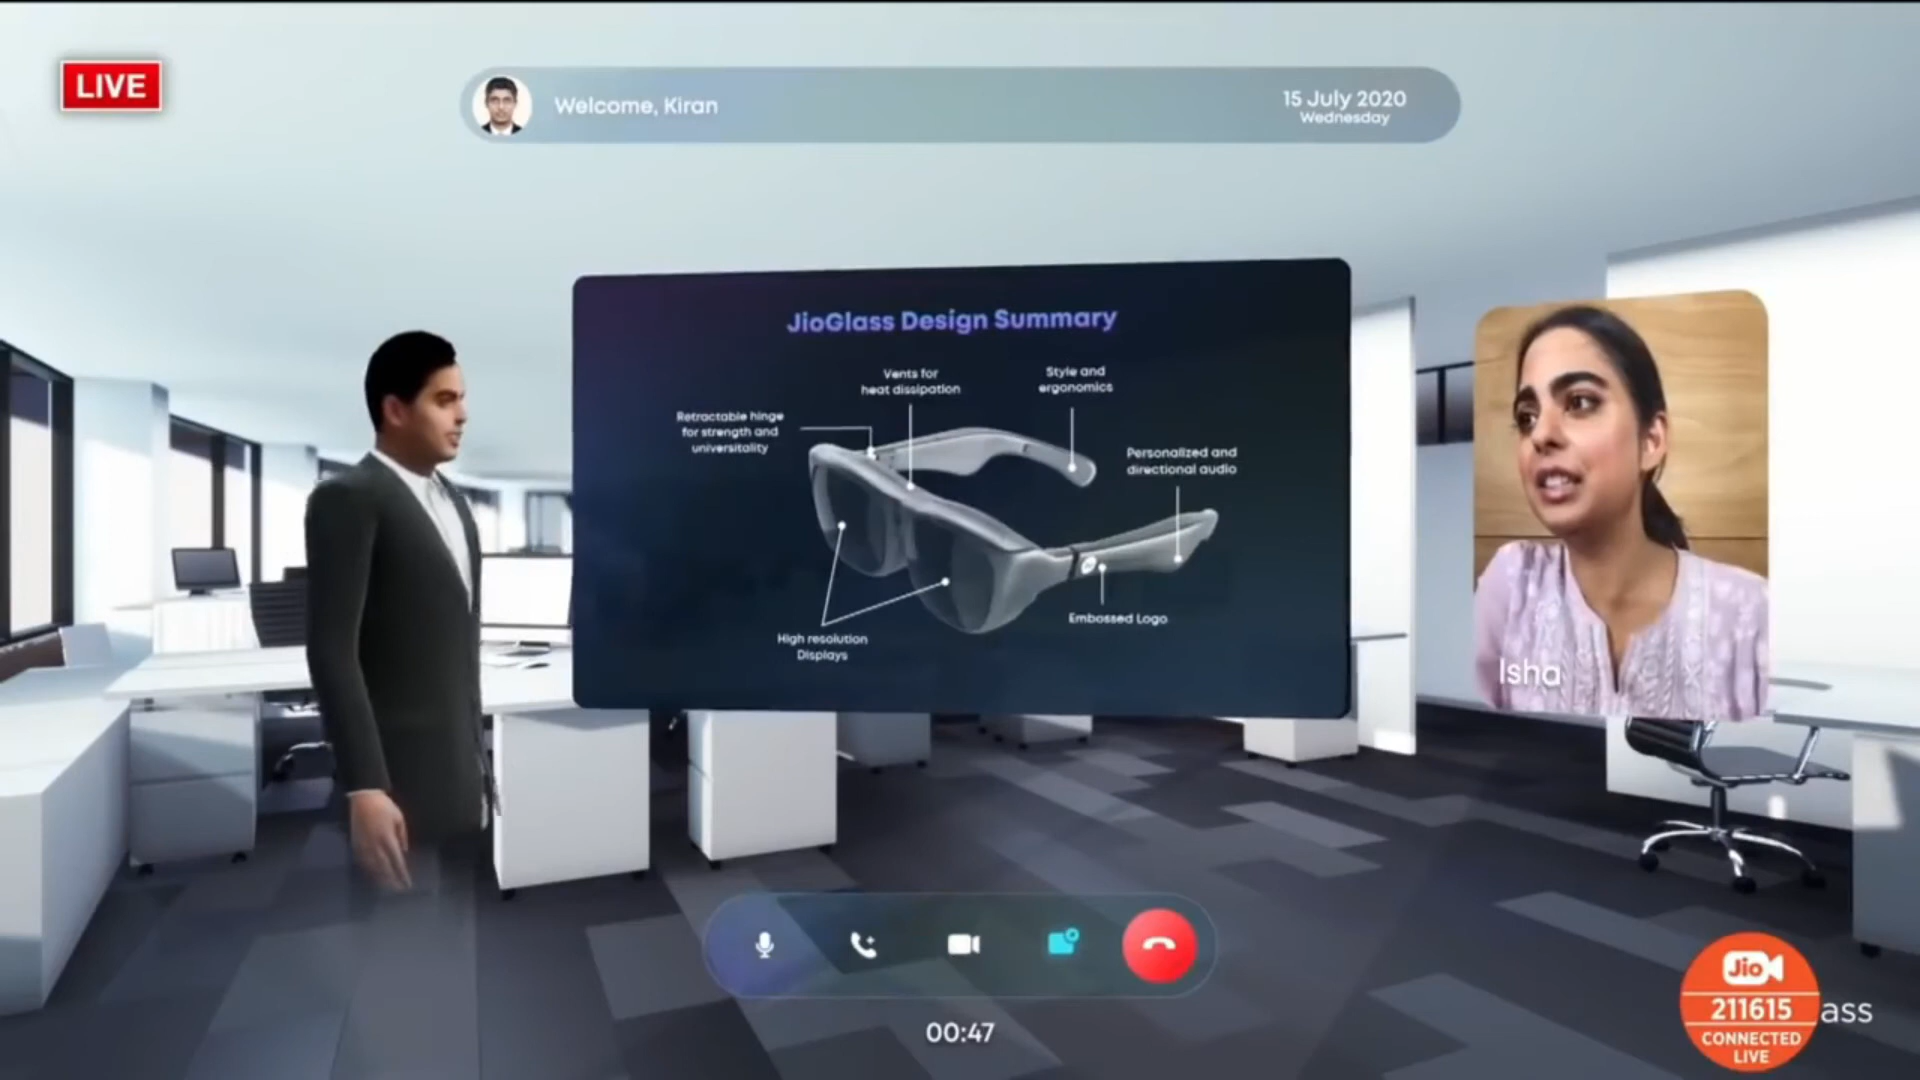 LIVE
Welcome, Kiran
15 July 2020
Wednesday
JioGlass Design Summary
Vents for
heat dissipation
Style and
ergonomics
Retractable hinge
for strength and
universitality
Personalized and
directional audio
Embossed Logo
High resolution
Displays
Isha
00:47
Jio
211615
CONNECTED
LIVE
ass